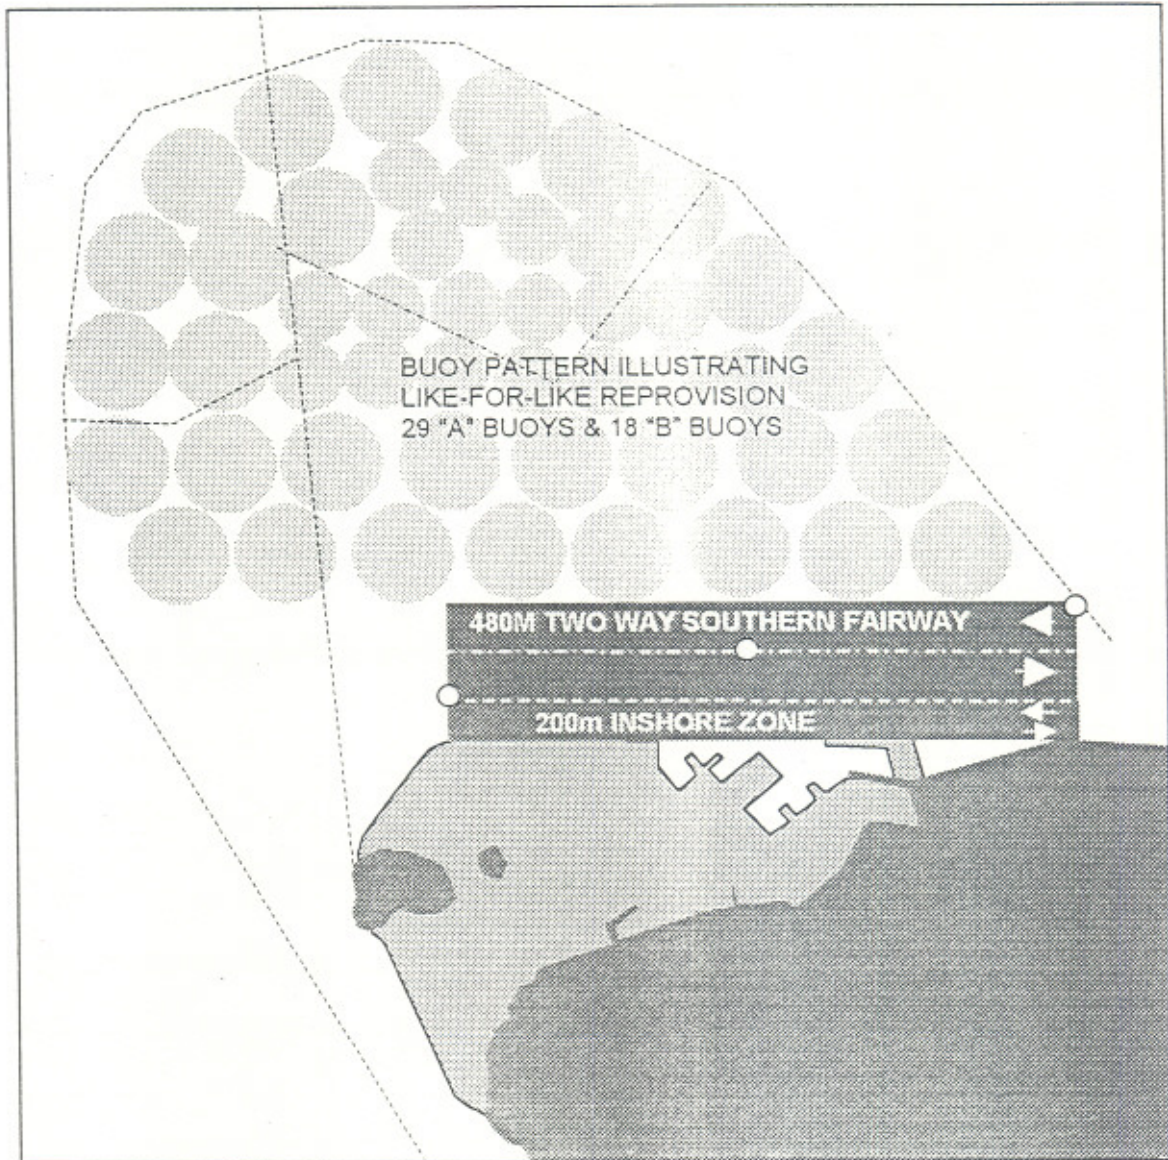 BUOY PATTERN ILLUSTRATING
LIKE-FOR-LIKE REPROVISION
29 "A" BUOYS & 18 "B" BUOYS
480M TWO WAY SOUTHERN FAIRWAY
200m INSHORE ZONE